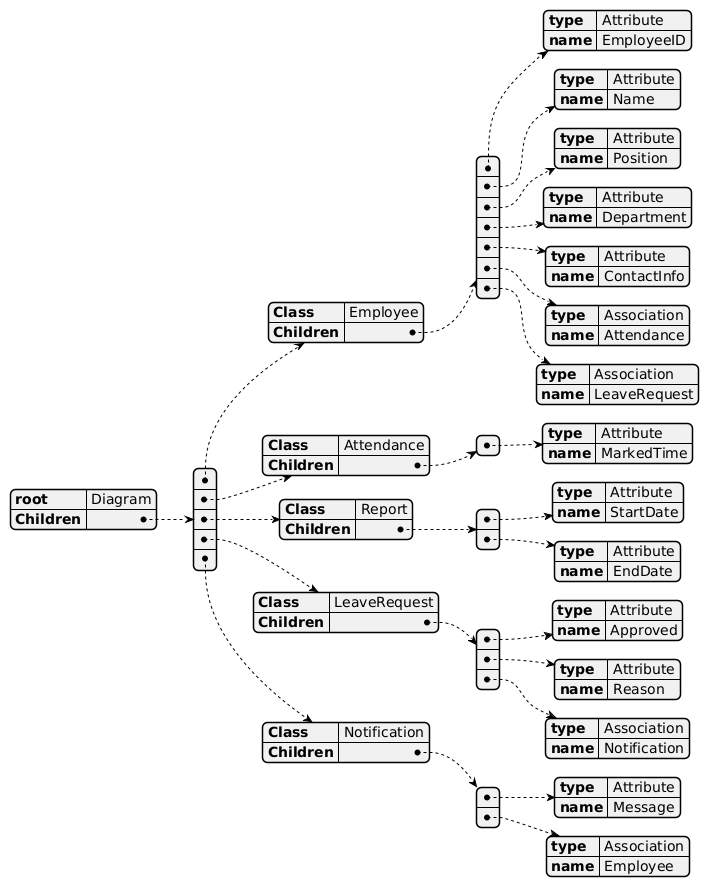 root Diagram
Children
Class Employee
Children
type Attribute
name EmployeeID
type Attribute
name Name
type Attribute
name Position
type Attribute
name Department
type Attribute
name ContactInfo
type Association
name Attendance
type Association
name LeaveRequest
Class Attendance
Children
type Attribute
name MarkedTime
Class Report
Children
type Attribute
name StartDate
type Attribute
name EndDate
Class LeaveRequest
Children
type Attribute
name Approved
type Attribute
name Reason
type Association
name Notification
Class Notification
Children
type Attribute
name Message
type Association
name Employee